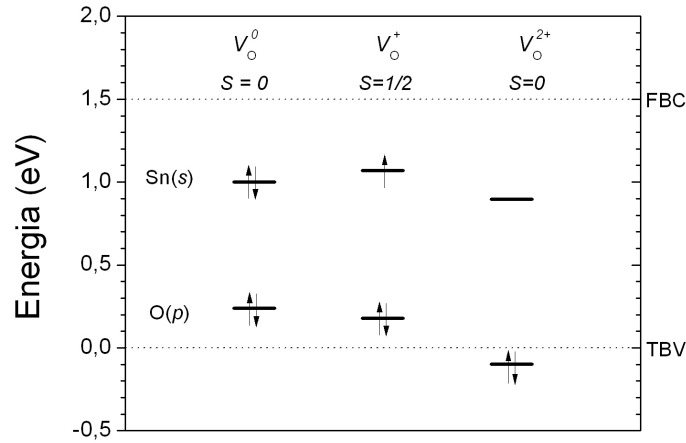 2,0
V_O^0 V_O^+ V_O^2+
S = 0 S=1/2 S=0
1,5 FBC
Sn(s)
1,0
0,5
O(p)
0,0 TBV
-0,5
Energia (eV)